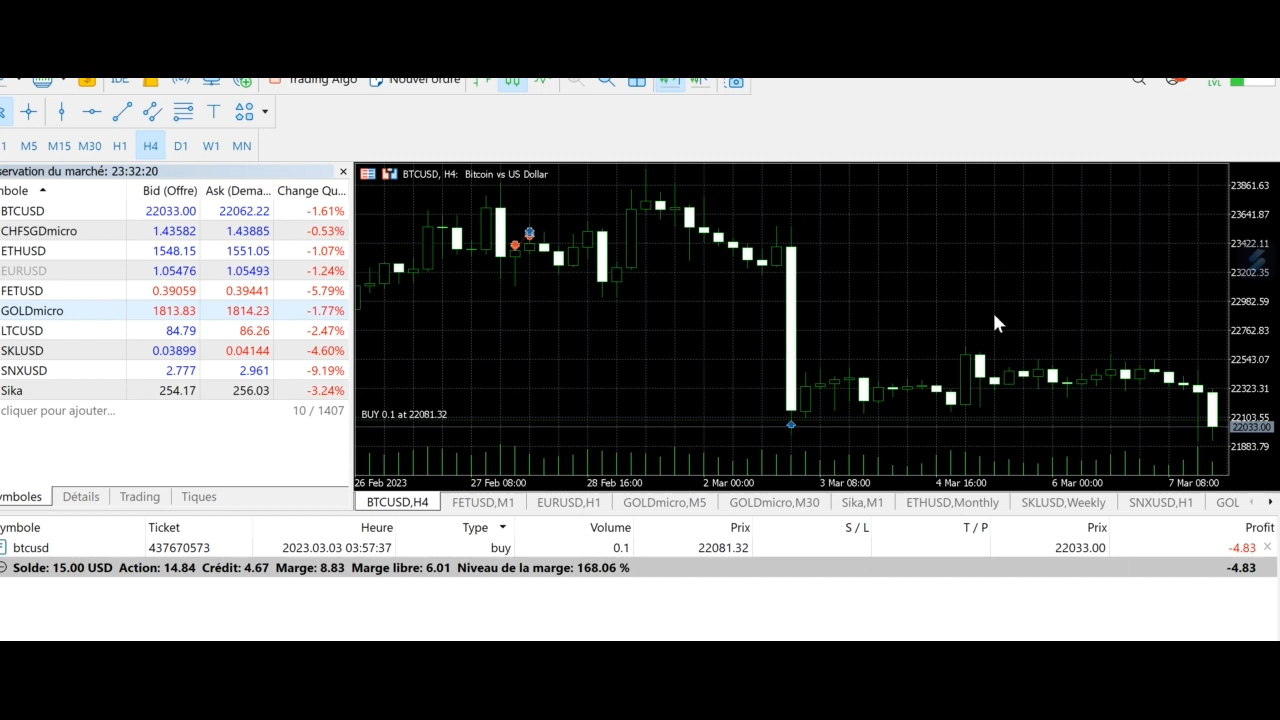 IDE Trading Algo Nouvel ordre LVL
T
1 M5 M15 M30 H1 H4 D1 W1 MN
servation du marché: 23:32:20
mbole Bid (Offre) Ask (Dema... Change Qu...
BTCUSD 22033.00 22062.22 -1.61%
CHFSGDmicro 1.43582 1.43885 -0.53%
ETHUSD 1548.15 1551.05 -1.07%
EURUSD 1.05476 1.05493 -1.24%
FETUSD 0.39059 0.39441 -5.79%
GOLDmicro 1813.83 1814.23 -1.77%
LTCUSD 84.79 86.26 -2.47%
SKLUSD 0.03899 0.04144 -4.60%
SNXUSD 2.777 2.961 -9.19%
Sika 254.17 256.03 -3.24%
cliquer pour ajouter... 10 / 1407
ymboles Détails Trading Tiques
BTCUSD, H4: Bitcoin vs US Dollar
23861.63
23641.87
23422.11
23202.35
22982.59
22762.83
22543.07
22323.31
22103.55
22033.00
21883.79
BUY 0.1 at 22081.32
26 Feb 2023 27 Feb 08:00 28 Feb 16:00 2 Mar 00:00 3 Mar 08:00 4 Mar 16:00 6 Mar 00:00 7 Mar 08:00
BTCUSD,H4 FETUSD,M1 EURUSD,H1 GOLDmicro,M5 GOLDmicro,M30 Sika,M1 ETHUSD,Monthly SKLUSD,Weekly SNXUSD,H1 GOL
ymbole Ticket Heure Type Volume Prix S / L T / P Prix Profit
btcusd 437670573 2023.03.03 03:57:37 buy 0.1 22081.32 22033.00 -4.83
Solde: 15.00 USD Action: 14.84 Crédit: 4.67 Marge: 8.83 Marge libre: 6.01 Niveau de la marge: 168.06 % -4.83